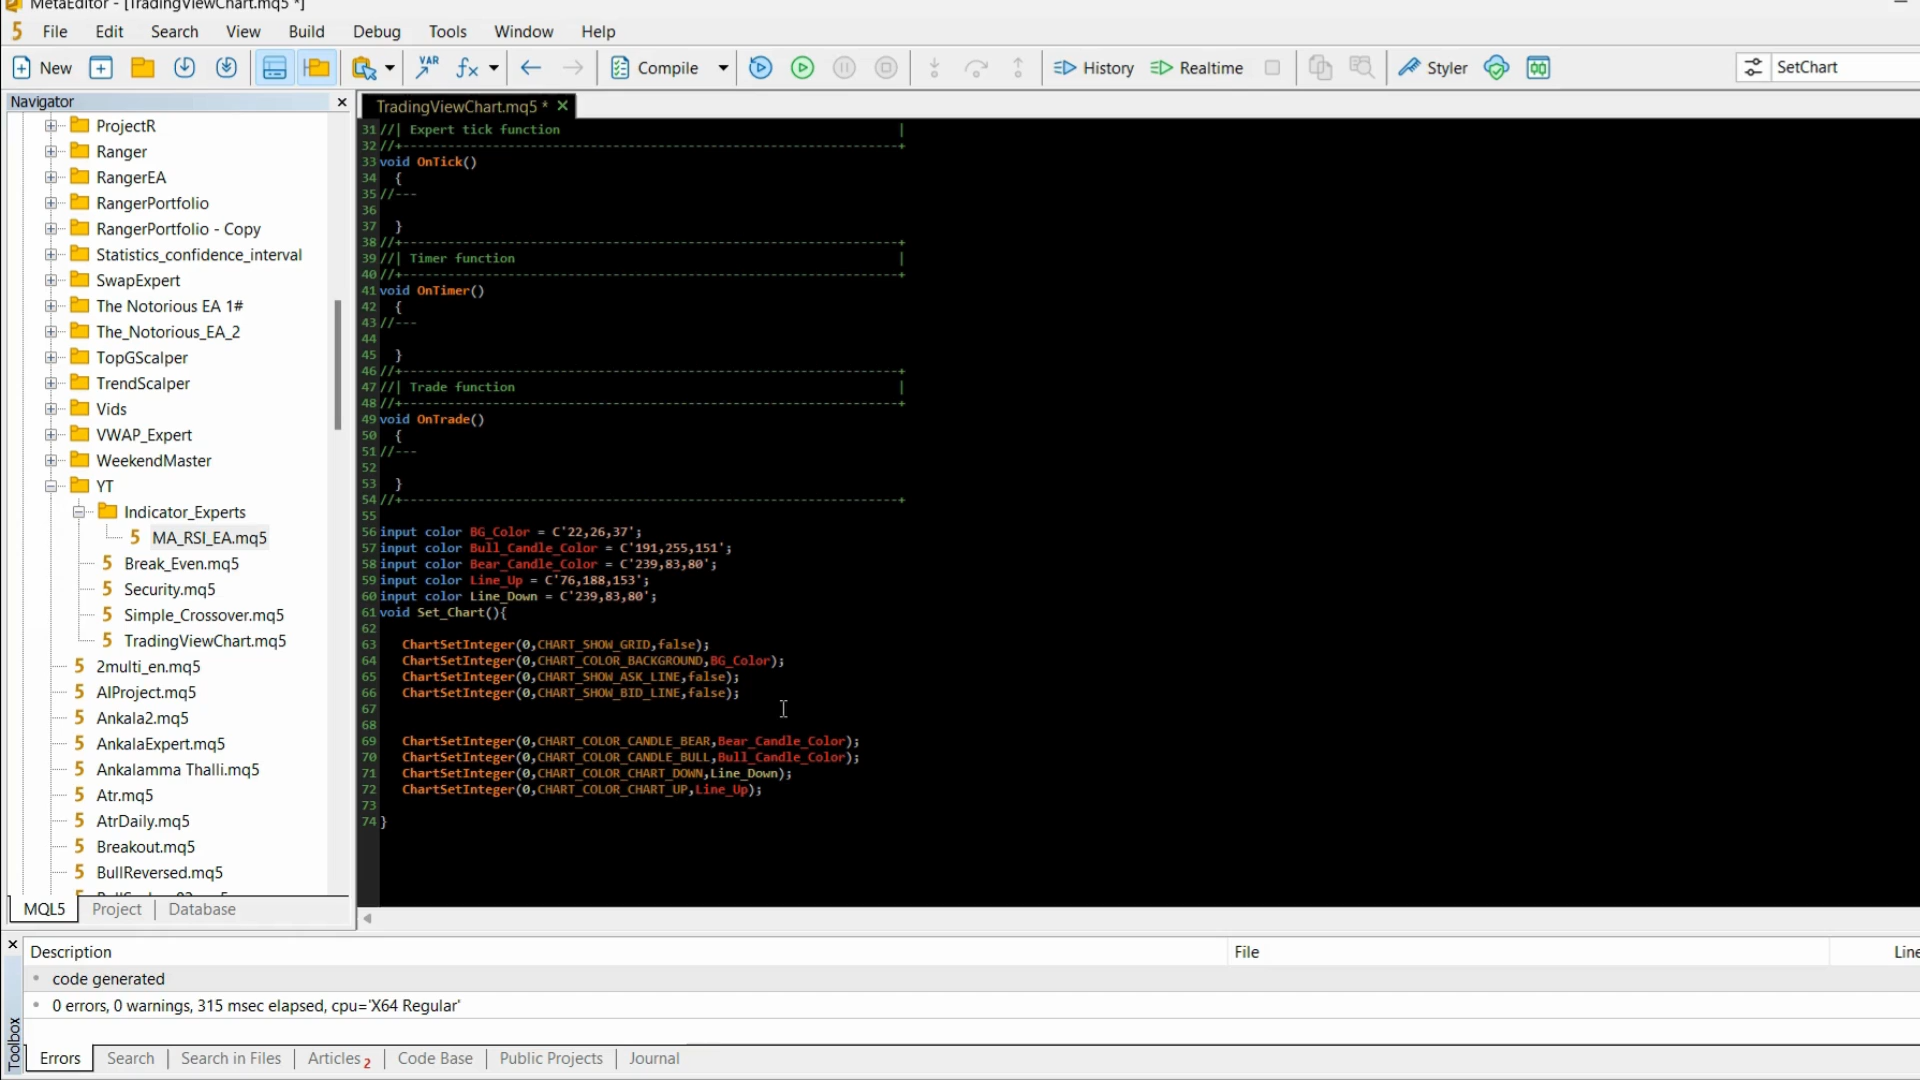 MetaEditor - [TradingViewChart.mq5 *]
File Edit Search View Build Debug Tools Window Help
New VAR fx Compile History Realtime Styler SetChart
Navigator
ProjectR
Ranger
RangerEA
RangerPortfolio
RangerPortfolio - Copy
Statistics_confidence_interval
SwapExpert
The Notorious EA 1#
The_Notorious_EA_2
TopGScalper
TrendScalper
Vids
VWAP_Expert
WeekendMaster
YT
Indicator_Experts
MA_RSI_EA.mq5
Break_Even.mq5
Security.mq5
Simple_Crossover.mq5
TradingViewChart.mq5
2multi_en.mq5
AIProject.mq5
Ankala2.mq5
AnkalaExpert.mq5
Ankalamma Thalli.mq5
Atr.mq5
AtrDaily.mq5
Breakout.mq5
BullReversed.mq5
MQL5 Project Database
TradingViewChart.mq5 *
31 //| Expert tick function |
32 //+------------------------------------------------------------------+
33 void OnTick()
34 {
35 //---
36
37 }
38 //+------------------------------------------------------------------+
39 //| Timer function |
40 //+------------------------------------------------------------------+
41 void OnTimer()
42 {
43 //---
44
45 }
46 //+------------------------------------------------------------------+
47 //| Trade function |
48 //+------------------------------------------------------------------+
49 void OnTrade()
50 {
51 //---
52
53 }
54 //+------------------------------------------------------------------+
55
56 input color BG_Color = C'22,26,37';
57 input color Bull_Candle_Color = C'191,255,151';
58 input color Bear_Candle_Color = C'239,83,80';
59 input color Line_Up = C'76,188,153';
60 input color Line_Down = C'239,83,80';
61 void Set_Chart(){
62
63 ChartSetInteger(0,CHART_SHOW_GRID,false);
64 ChartSetInteger(0,CHART_COLOR_BACKGROUND,BG_Color);
65 ChartSetInteger(0,CHART_SHOW_ASK_LINE,false);
66 ChartSetInteger(0,CHART_SHOW_BID_LINE,false);
67
68
69 ChartSetInteger(0,CHART_COLOR_CANDLE_BEAR,Bear_Candle_Color);
70 ChartSetInteger(0,CHART_COLOR_CANDLE_BULL,Bull_Candle_Color);
71 ChartSetInteger(0,CHART_COLOR_CHART_DOWN,Line_Down);
72 ChartSetInteger(0,CHART_COLOR_CHART_UP,Line_Up);
73
74 }
Description File Line
code generated
0 errors, 0 warnings, 315 msec elapsed, cpu='X64 Regular'
Toolbox
Errors Search Search in Files Articles 2 Code Base Public Projects Journal